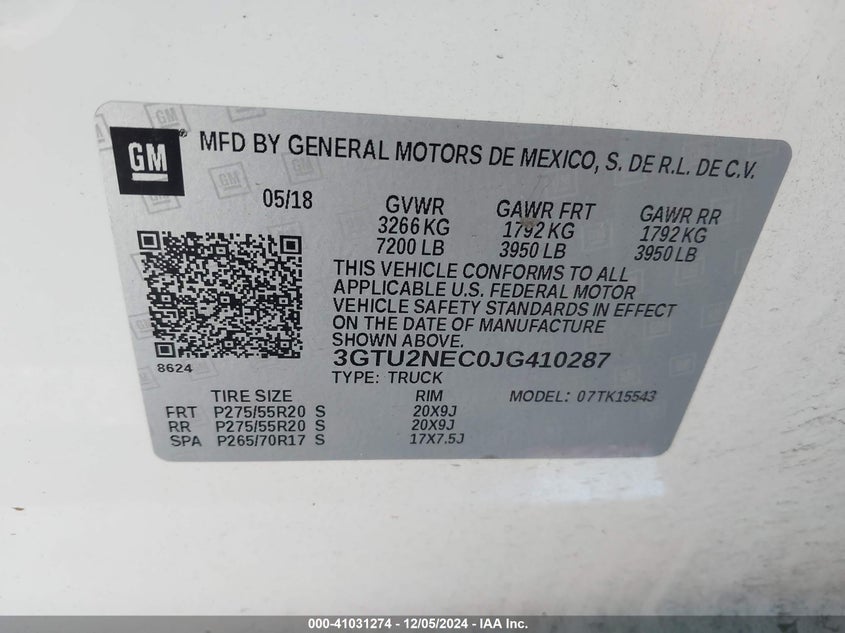 GM
MFD BY GENERAL MOTORS DE MEXICO, S. DE R.L. DE C.V.
05/18
GVWR GAWR FRT GAWR RR
3266 KG 1792 KG 1792 KG
7200 LB 3950 LB 3950 LB
THIS VEHICLE CONFORMS TO ALL
APPLICABLE U.S. FEDERAL MOTOR
VEHICLE SAFETY STANDARDS IN EFFECT
ON THE DATE OF MANUFACTURE
SHOWN ABOVE.
8624
3GTU2NEC0JG410287
TYPE: TRUCK
TIRE SIZE RIM MODEL: 07TK15543
FRT P275/55R20 S 20X9J
RR P275/55R20 S 20X9J
SPA P265/70R17 S 17X7.5J
000-41031274 - 12/05/2024 - IAA Inc.